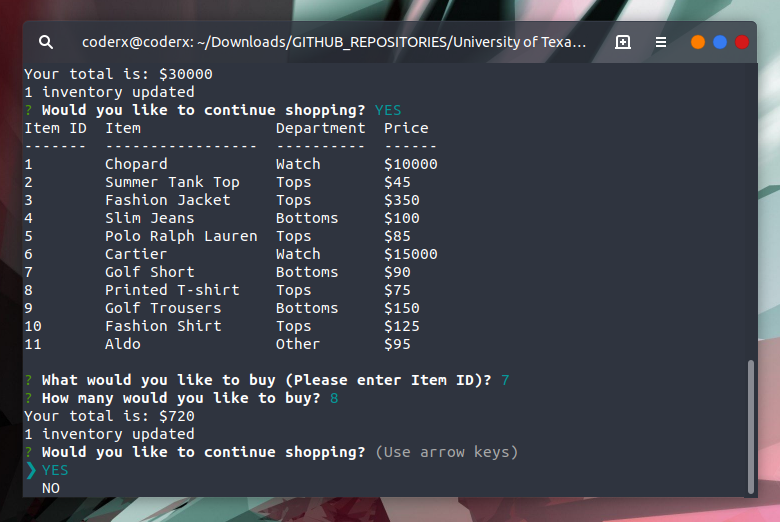 coderx@coderx: ~/Downloads/GITHUB_REPOSITORIES/University of Texa...
Your total is: $30000
1 inventory updated
? Would you like to continue shopping? YES
Item ID  Item               Department  Price
-------  -----------------  ----------  ------
1        Chopard            Watch       $10000
2        Summer Tank Top    Tops        $45
3        Fashion Jacket     Tops        $350
4        Slim Jeans         Bottoms     $100
5        Polo Ralph Lauren  Tops        $85
6        Cartier            Watch       $15000
7        Golf Short         Bottoms     $90
8        Printed T-shirt    Tops        $75
9        Golf Trousers      Bottoms     $150
10       Fashion Shirt      Tops        $125
11       Aldo               Other       $95
? What would you like to buy (Please enter Item ID)? 7
? How many would you like to buy? 8
Your total is: $720
1 inventory updated
? Would you like to continue shopping? (Use arrow keys)
❯ YES
  NO